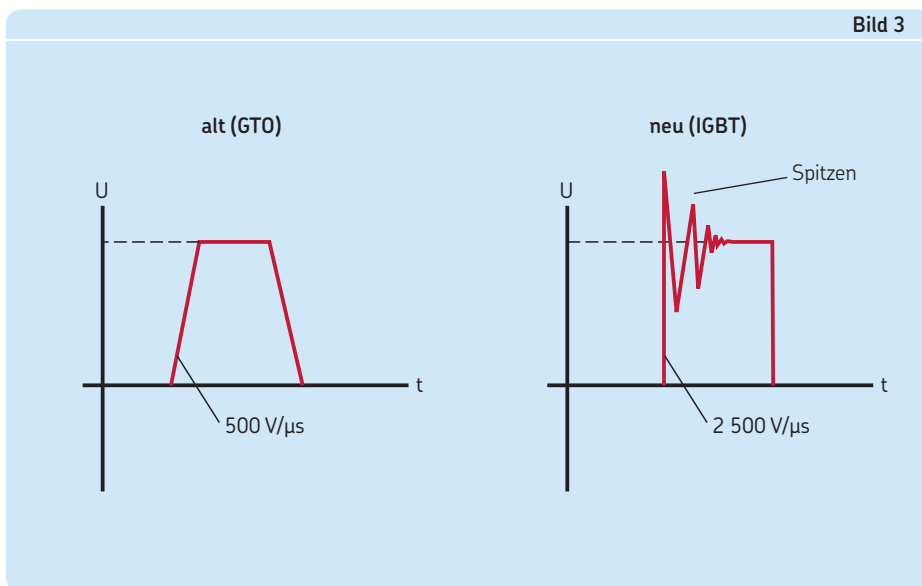 Bild 3
alt (GTO)
neu (IGBT)
U
t
500 V/µs
U
Spitzen
t
2 500 V/µs